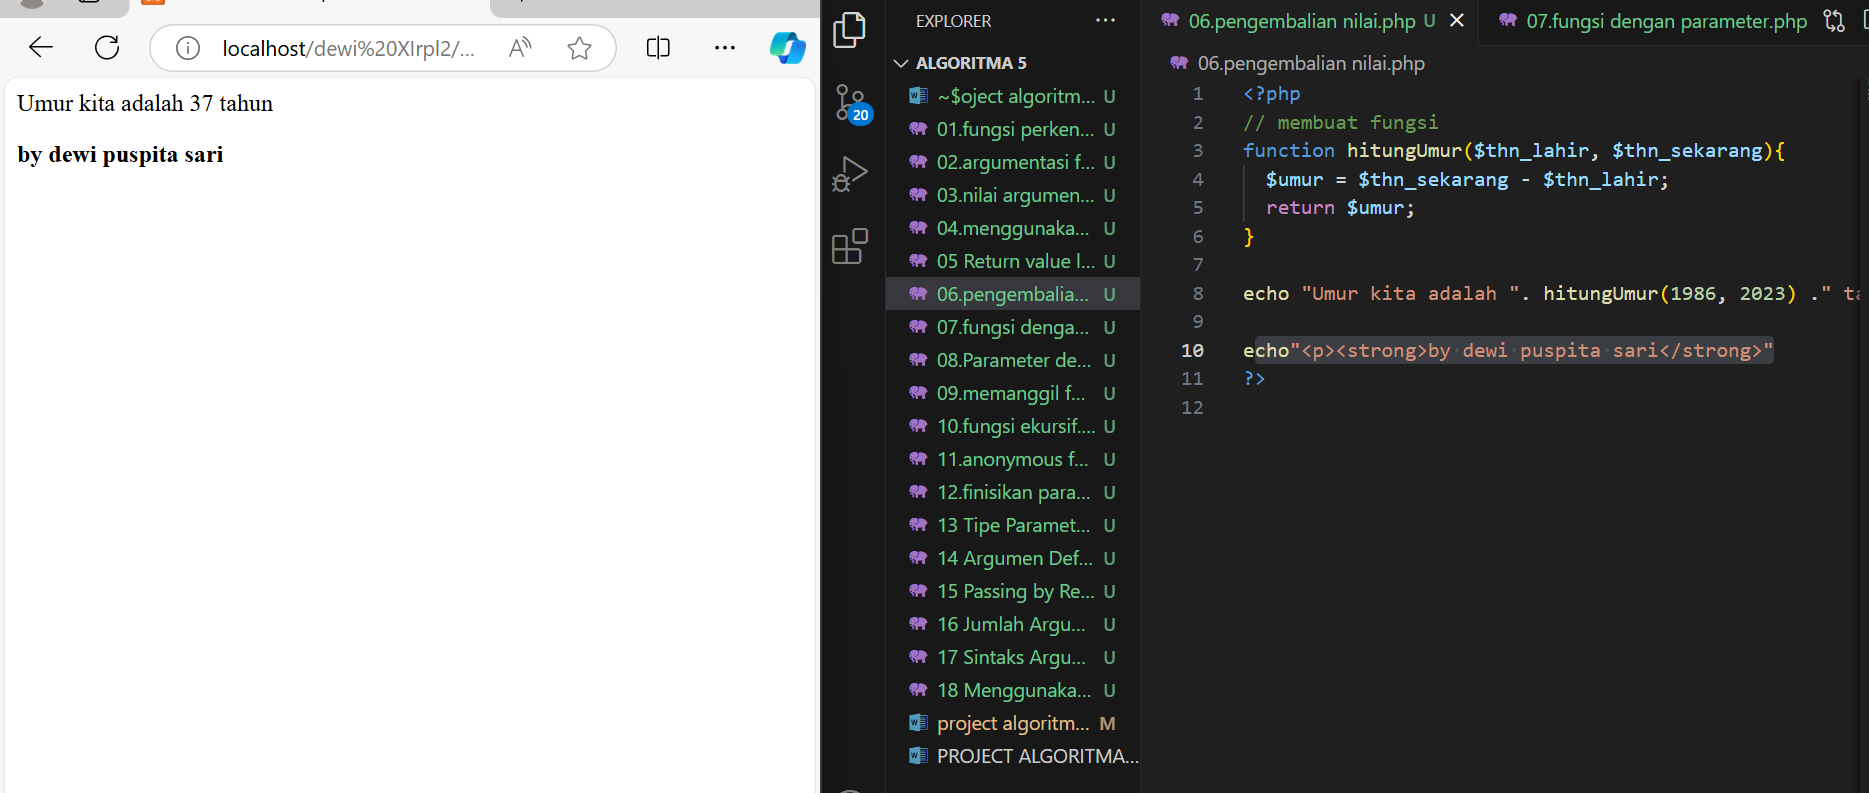 localhost/dewi%20XIrpl2/...
Umur kita adalah 37 tahun
by dewi puspita sari
20
EXPLORER
ALGORITMA 5
~$oject algoritm... U
01.fungsi perken... U
02.argumentasi f... U
03.nilai argumen... U
04.menggunaka... U
05 Return value l... U
06.pengembalia... U
07.fungsi denga... U
08.Parameter de... U
09.memanggil f... U
10.fungsi ekursif.... U
11.anonymous f... U
12.finisikan para... U
13 Tipe Paramet... U
14 Argumen Def... U
15 Passing by Re... U
16 Jumlah Argu... U
17 Sintaks Argu... U
18 Menggunaka... U
project algoritm... M
PROJECT ALGORITMA...
06.pengembalian nilai.php U
07.fungsi dengan parameter.php
06.pengembalian nilai.php
1 <?php
2 // membuat fungsi
3 function hitungUmur($thn_lahir, $thn_sekarang){
4 $umur = $thn_sekarang - $thn_lahir;
5 return $umur;
6 }
7
8 echo "Umur kita adalah ". hitungUmur(1986, 2023) ." ta
9
10 echo"<p><strong>by dewi puspita sari</strong>"
11 ?>
12